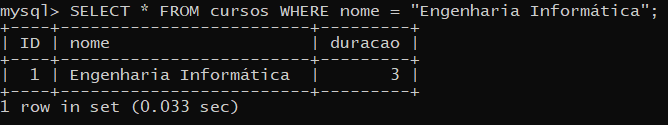 mysql> SELECT * FROM cursos WHERE nome = "Engenharia Informática";
+----+------------------------+---------+
| ID | nome                   | duracao |
+----+------------------------+---------+
|  1 | Engenharia Informática |       3 |
+----+------------------------+---------+
1 row in set (0.033 sec)